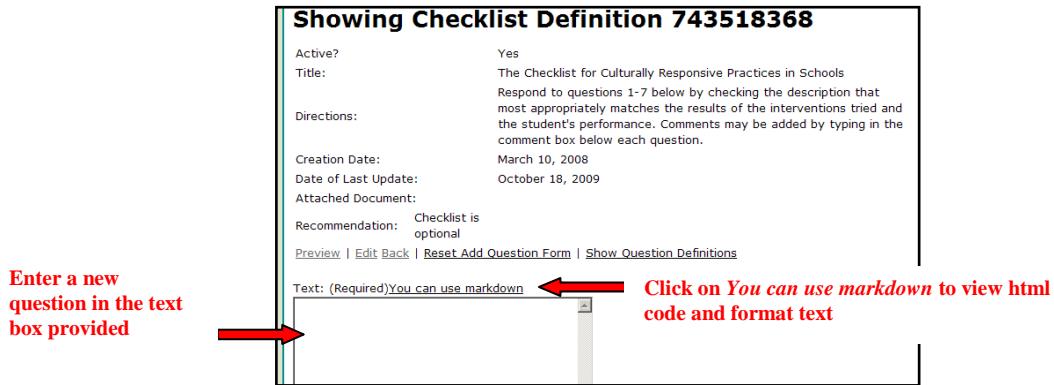 Showing Checklist Definition 743518368
Active? Yes
Title: The Checklist for Culturally Responsive Practices in Schools
Directions: Respond to questions 1-7 below by checking the description that
most appropriately matches the results of the interventions tried and
the student's performance. Comments may be added by typing in the
comment box below each question.
Creation Date: March 10, 2008
Date of Last Update: October 18, 2009
Attached Document:
Recommendation: Checklist is
optional
Preview | Edit Back | Reset Add Question Form | Show Question Definitions
Text: (Required)You can use markdown
Enter a new
question in the text
box provided
Click on You can use markdown to view html
code and format text